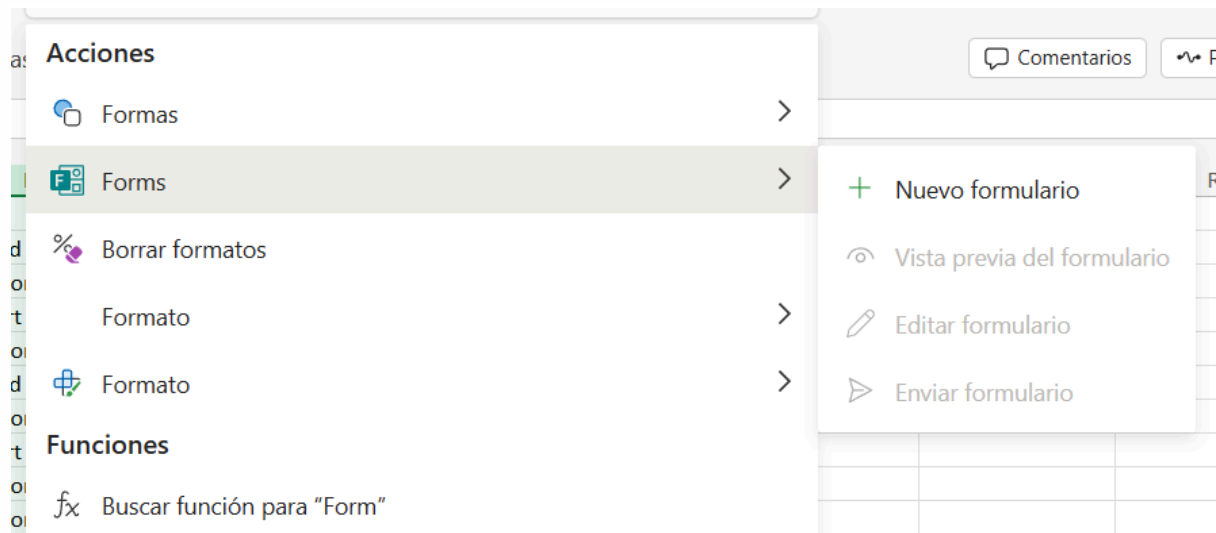 Acciones
Comentarios
Formas
Forms
Nuevo formulario
Borrar formatos
Vista previa del formulario
Formato
Editar formulario
Formato
Enviar formulario
Funciones
Buscar función para “Form”